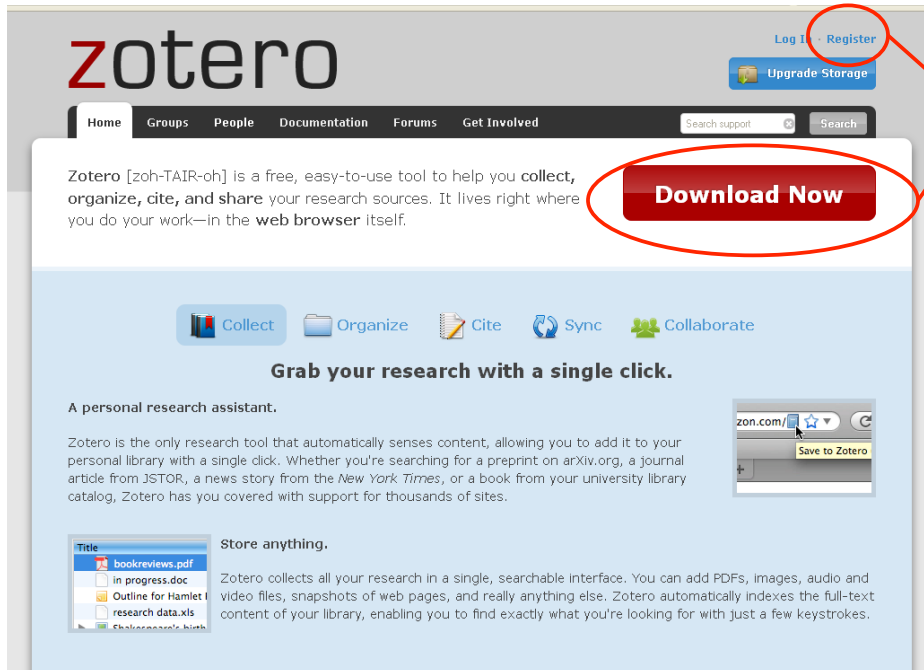 zotero
Log In · Register
Upgrade Storage
Home Groups People Documentation Forums Get Involved
Search support Search
Zotero [zoh-TAIR-oh] is a free, easy-to-use tool to help you collect,
organize, cite, and share your research sources. It lives right where
you do your work—in the web browser itself.
Download Now
Collect Organize Cite Sync Collaborate
Grab your research with a single click.
A personal research assistant.
Zotero is the only research tool that automatically senses content, allowing you to add it to your
personal library with a single click. Whether you're searching for a preprint on arXiv.org, a journal
article from JSTOR, a news story from the New York Times, or a book from your university library
catalog, Zotero has you covered with support for thousands of sites.
zon.com/
Save to Zotero
Title
bookreviews.pdf
in progress.doc
Outline for Hamlet
research data.xls
Shakespeare's birth
Store anything.
Zotero collects all your research in a single, searchable interface. You can add PDFs, images, audio and
video files, snapshots of web pages, and really anything else. Zotero automatically indexes the full-text
content of your library, enabling you to find exactly what you're looking for with just a few keystrokes.